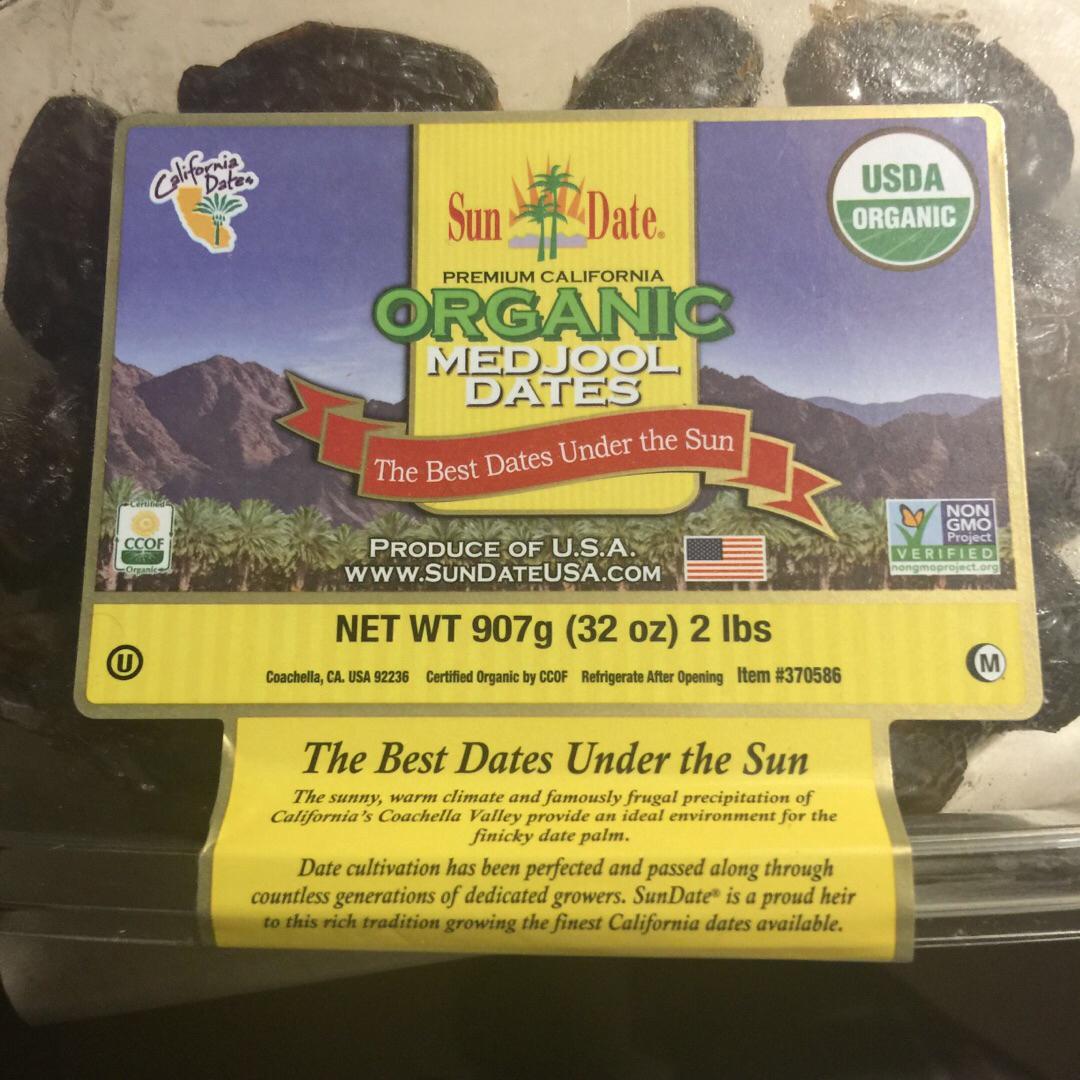 California
Dates
Sun Date®
USDA
ORGANIC
PREMIUM CALIFORNIA
ORGANIC
MEDJOOL
DATES
The Best Dates Under the Sun
Certified
CCOF
Organic
PRODUCE OF U.S.A.
WWW.SUNDATEUSA.COM
NON
GMO
Project
VERIFIED
nongmoproject.org
NET WT 907g (32 oz) 2 lbs
U
Coachella, CA. USA 92236 Certified Organic by CCOF Refrigerate After Opening Item #370586
M
The Best Dates Under the Sun
The sunny, warm climate and famously frugal precipitation of
California's Coachella Valley provide an ideal environment for the
finicky date palm.
Date cultivation has been perfected and passed along through
countless generations of dedicated growers. SunDate® is a proud heir
to this rich tradition growing the finest California dates available.